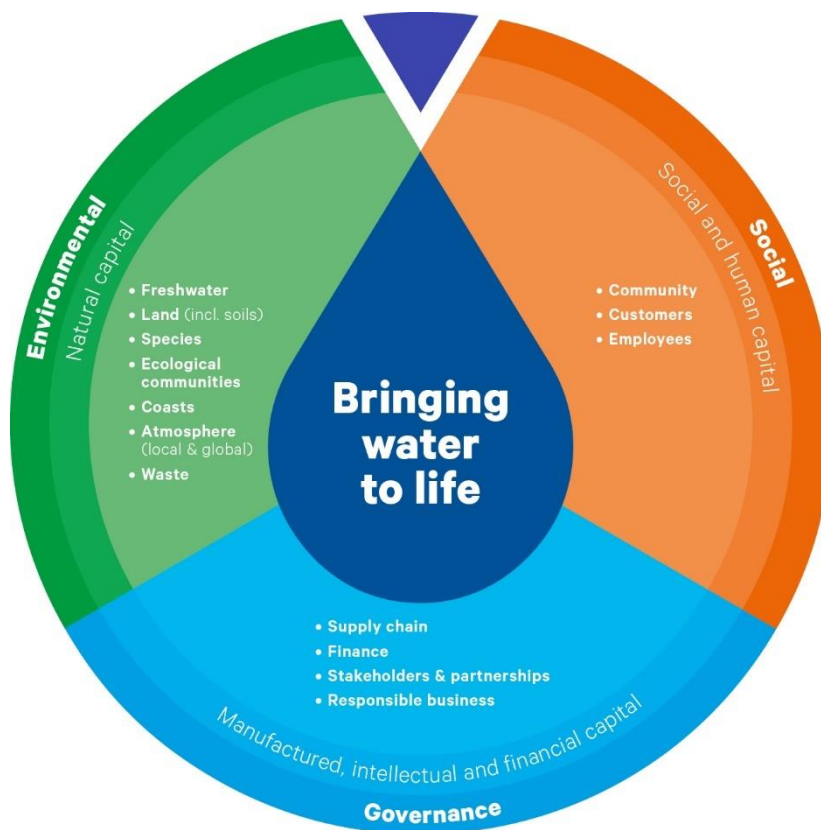 Environmental
Natural capital
• Freshwater
• Land (incl. soils)
• Species
• Ecological
communities
• Coasts
• Atmosphere
(local & global)
• Waste
Social
Social and human capital
• Community
• Customers
• Employees
Bringing
water
to life
• Supply chain
• Finance
• Stakeholders & partnerships
• Responsible business
Manufactured, intellectual and financial capital
Governance